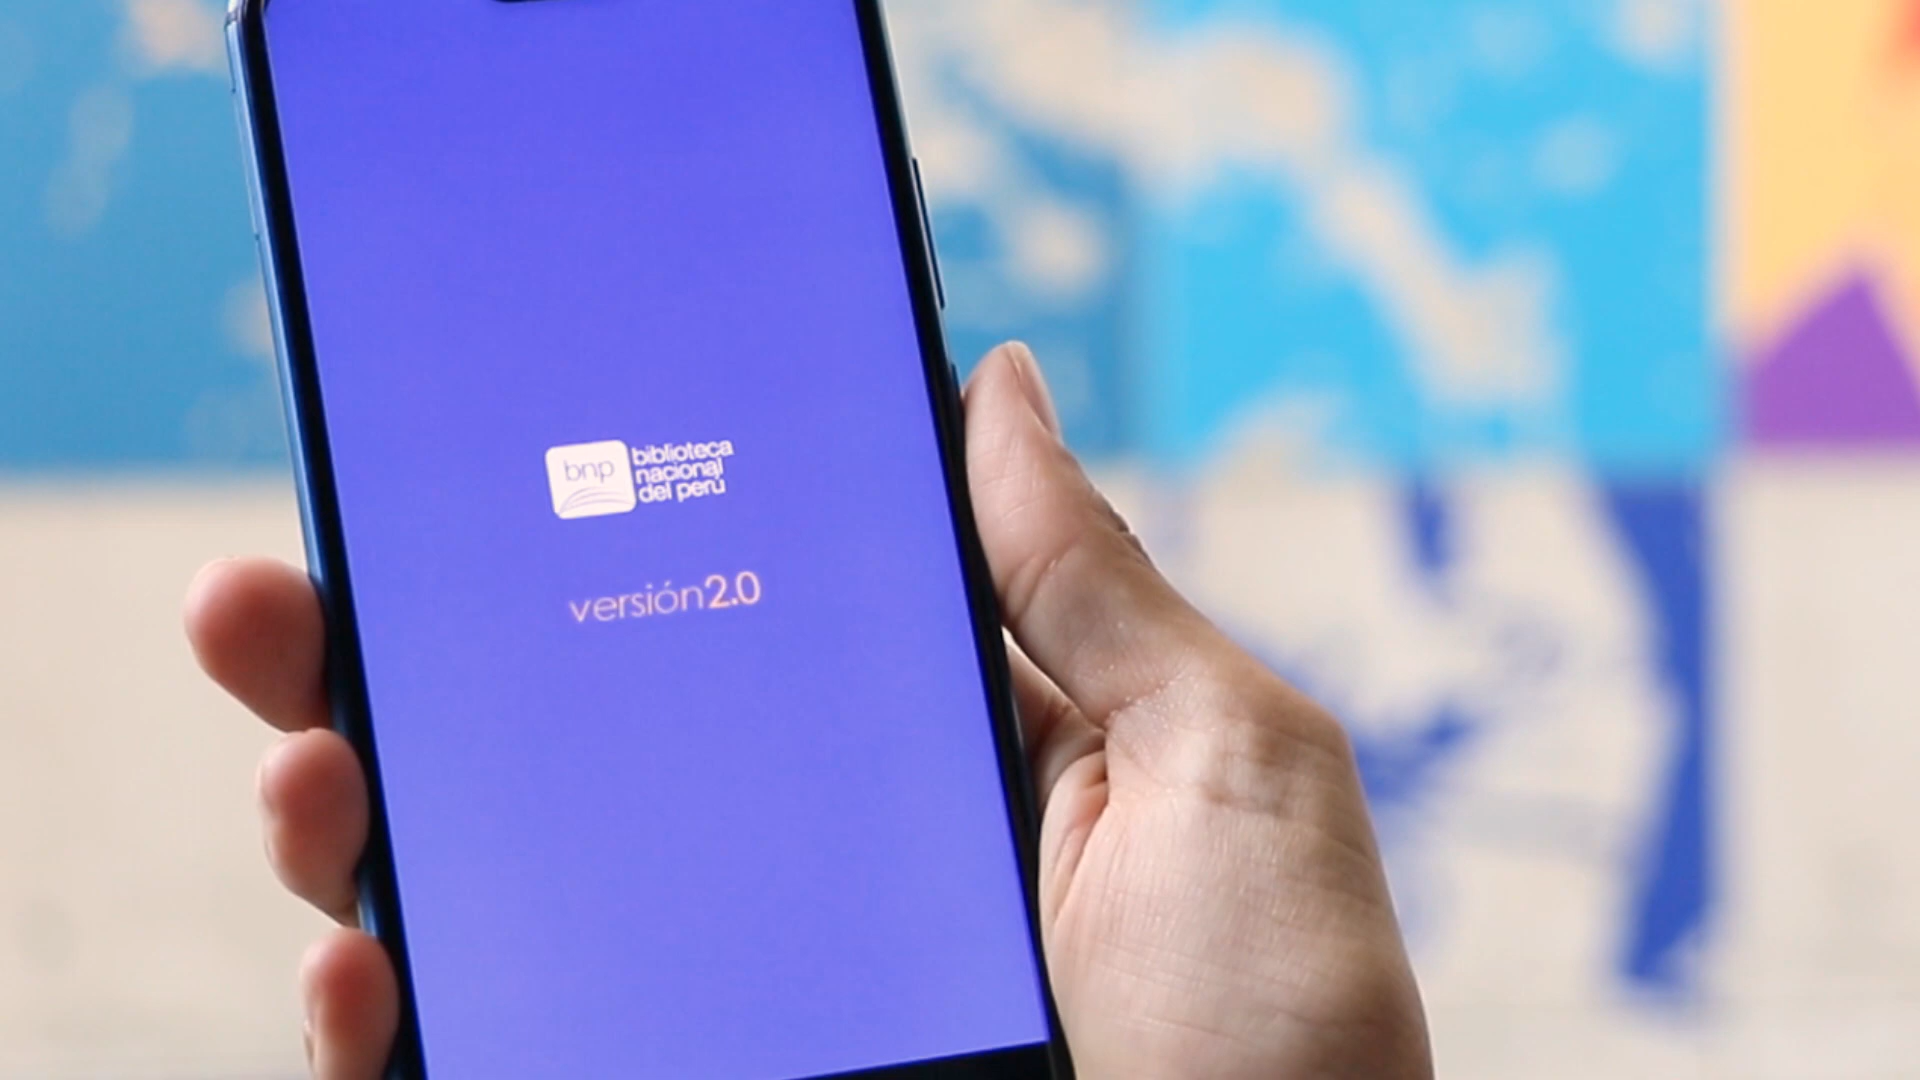 bnp
biblioteca
nacional
del perú
versión2.0